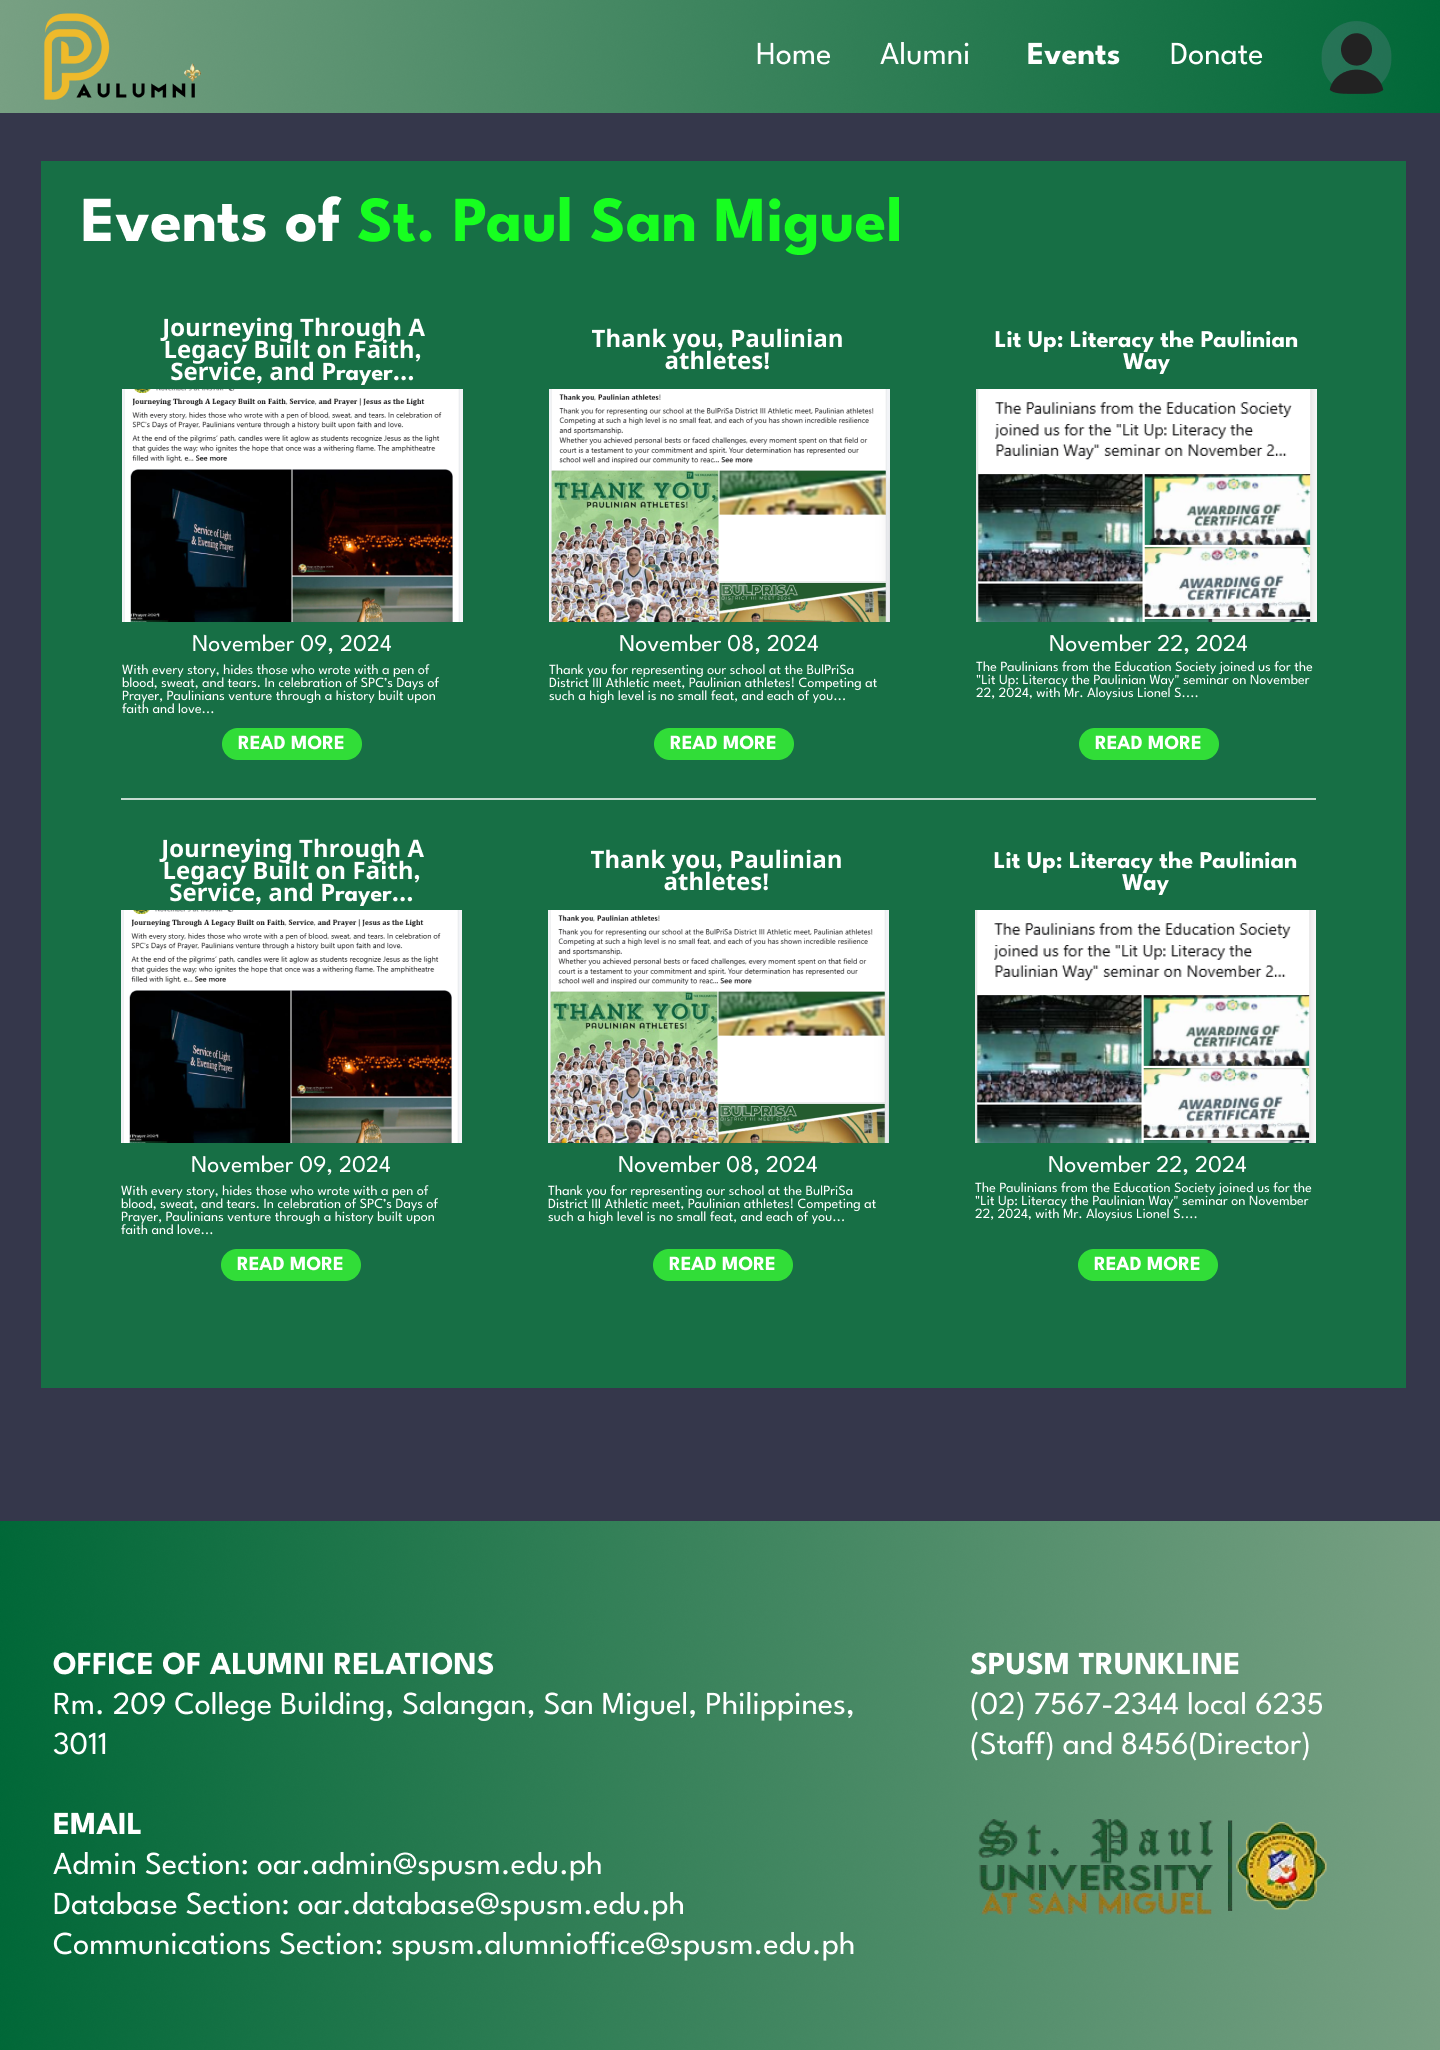 PAULUMNI
Home
Alumni
Events
Donate
Events of St. Paul San Miguel
Journeying Through A
Legacy Built on Faith,
Service, and Prayer...
Journeying Through A Legacy Built on Faith, Service, and Prayer | Jesus as the Light
With every story, hides those who wrote with a pen of blood, sweat, and tears. In celebration of
SPC's Days of Prayer, Paulinians venture through a history built upon faith and love.
At the end of the pilgrims' path, candles were lit aglow as students recognize Jesus as the light
that guides the way; who ignites the hope that once was a withering flame. The amphitheatre
filled with light, e... See more
Service of Light
& Evening Prayer
November 09, 2024
With every story, hides those who wrote with a pen of
blood, sweat, and tears. In celebration of SPC's Days of
Prayer, Paulinians venture through a history built upon
faith and love...
READ MORE
Thank you, Paulinian
athletes!
Thank you, Paulinian athletes!
Thank you for representing our school at the BulPriSa District III Athletic meet, Paulinian athletes!
Competing at such a high level is no small feat, and each of you has shown incredible resilience
and sportsmanship.
Whether you achieved personal bests or faced challenges, every moment spent on that field or
court is a testament to your commitment and spirit. Your determination has represented our
school well and inspired our community to reac... See more
THANK YOU,
PAULINIAN ATHLETES!
BULPRISA
DISTRICT III MEET 2024
November 08, 2024
Thank you for representing our school at the BulPriSa
District III Athletic meet, Paulinian athletes! Competing at
such a high level is no small feat, and each of you...
READ MORE
Lit Up: Literacy the Paulinian
Way
The Paulinians from the Education Society
joined us for the "Lit Up: Literacy the
Paulinian Way" seminar on November 2...
AWARDING OF
CERTIFICATE
AWARDING OF
CERTIFICATE
November 22, 2024
The Paulinians from the Education Society joined us for the
"Lit Up: Literacy the Paulinian Way" seminar on November
22, 2024, with Mr. Aloysius Lionel S....
READ MORE
Journeying Through A
Legacy Built on Faith,
Service, and Prayer...
Journeying Through A Legacy Built on Faith, Service, and Prayer | Jesus as the Light
With every story, hides those who wrote with a pen of blood, sweat, and tears. In celebration of
SPC's Days of Prayer, Paulinians venture through a history built upon faith and love.
At the end of the pilgrims' path, candles were lit aglow as students recognize Jesus as the light
that guides the way; who ignites the hope that once was a withering flame. The amphitheatre
filled with light, e... See more
Service of Light
& Evening Prayer
November 09, 2024
With every story, hides those who wrote with a pen of
blood, sweat, and tears. In celebration of SPC's Days of
Prayer, Paulinians venture through a history built upon
faith and love...
READ MORE
Thank you, Paulinian
athletes!
Thank you, Paulinian athletes!
Thank you for representing our school at the BulPriSa District III Athletic meet, Paulinian athletes!
Competing at such a high level is no small feat, and each of you has shown incredible resilience
and sportsmanship.
Whether you achieved personal bests or faced challenges, every moment spent on that field or
court is a testament to your commitment and spirit. Your determination has represented our
school well and inspired our community to reac... See more
THANK YOU,
PAULINIAN ATHLETES!
BULPRISA
DISTRICT III MEET 2024
November 08, 2024
Thank you for representing our school at the BulPriSa
District III Athletic meet, Paulinian athletes! Competing at
such a high level is no small feat, and each of you...
READ MORE
Lit Up: Literacy the Paulinian
Way
The Paulinians from the Education Society
joined us for the "Lit Up: Literacy the
Paulinian Way" seminar on November 2...
AWARDING OF
CERTIFICATE
AWARDING OF
CERTIFICATE
November 22, 2024
The Paulinians from the Education Society joined us for the
"Lit Up: Literacy the Paulinian Way" seminar on November
22, 2024, with Mr. Aloysius Lionel S....
READ MORE
OFFICE OF ALUMNI RELATIONS
Rm. 209 College Building, Salangan, San Miguel, Philippines,
3011
EMAIL
Admin Section: oar.admin@spusm.edu.ph
Database Section: oar.database@spusm.edu.ph
Communications Section: spusm.alumnioffice@spusm.edu.ph
SPUSM TRUNKLINE
(02) 7567-2344 local 6235
(Staff) and 8456(Director)
St. Paul
UNIVERSITY
AT SAN MIGUEL